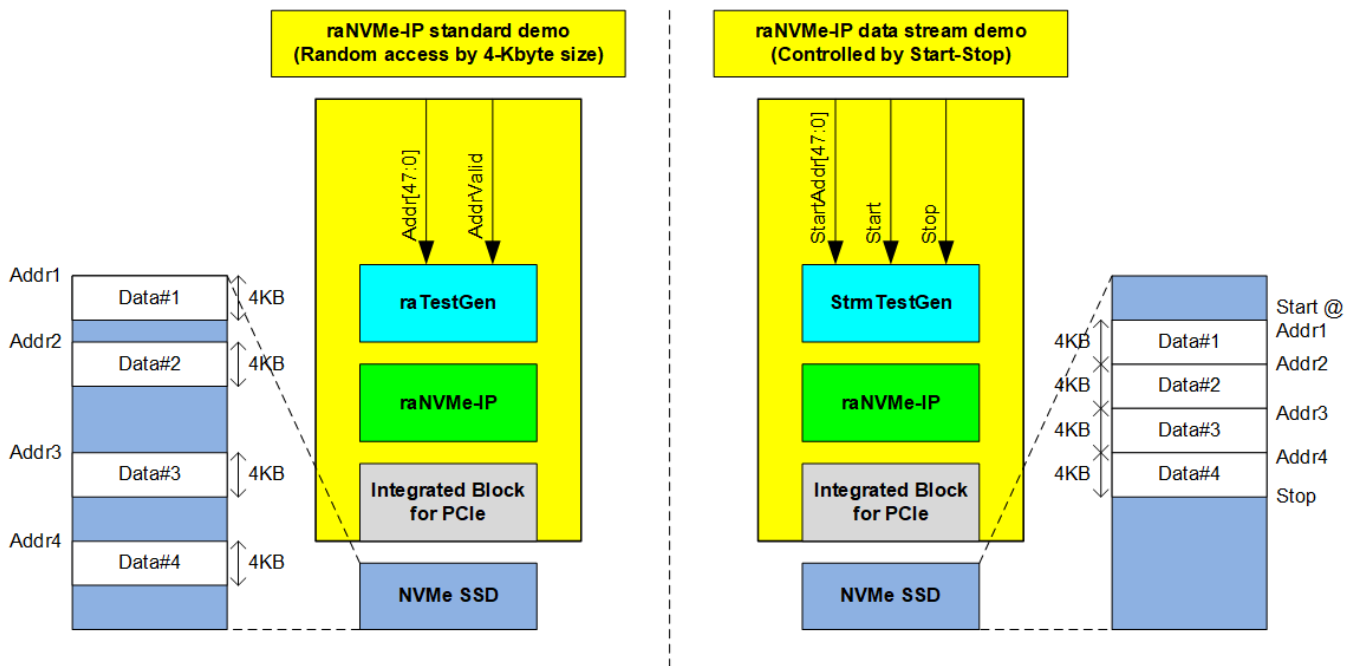 raNVMe-IP standard demo
(Random access by 4-Kbyte size)
Addr[47:0]
AddrValid
raTestGen
raNVMe-IP
Integrated Block
for PCIe
NVMe SSD
Addr1
Data#1
4KB
Addr2
Data#2
4KB
Addr3
Data#3
4KB
Addr4
Data#4
4KB
raNVMe-IP data stream demo
(Controlled by Start-Stop)
StartAddr[47:0]
Start
Stop
StrmTestGen
raNVMe-IP
Integrated Block
for PCIe
NVMe SSD
Start @
Addr1
4KB
Data#1
Addr2
4KB
Data#2
Addr3
4KB
Data#3
Addr4
4KB
Data#4
Stop